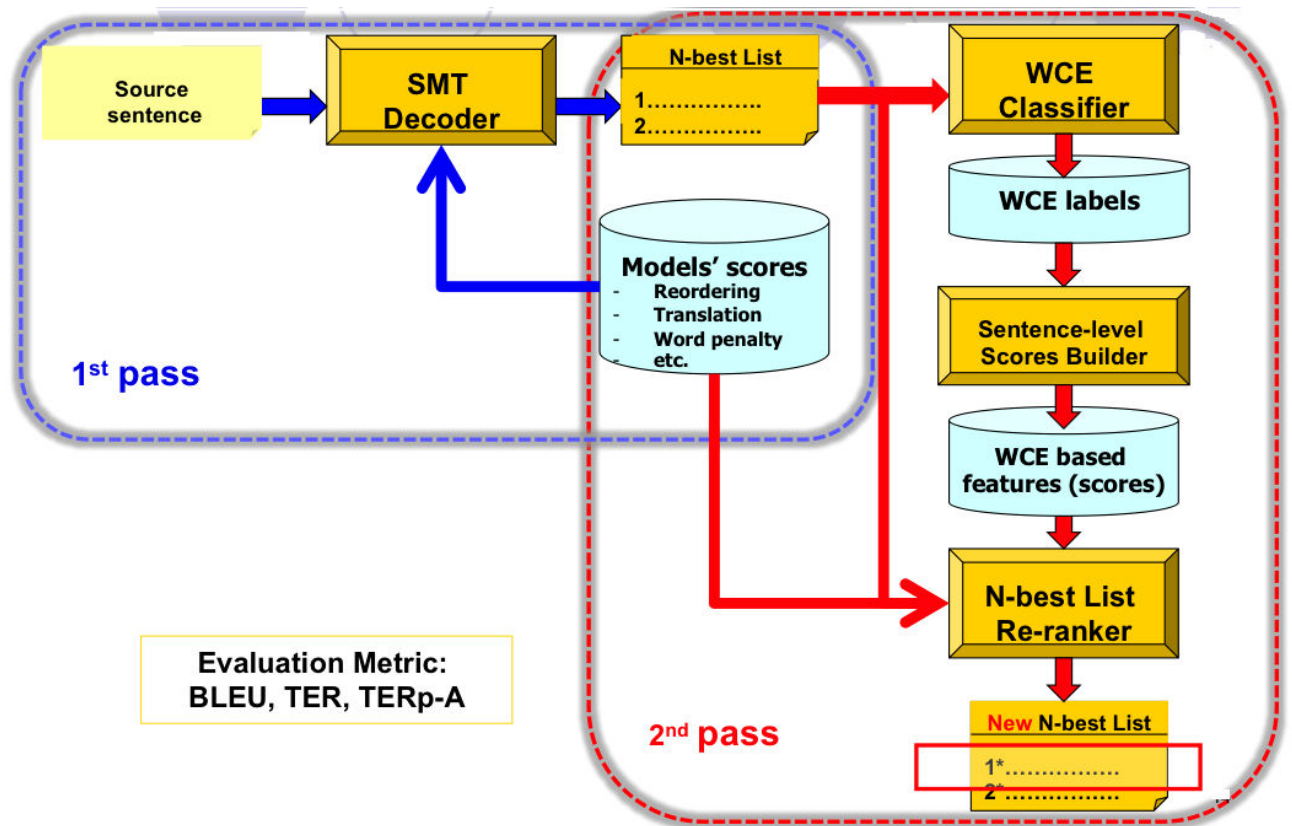 Source
sentence
SMT
Decoder
N-best List
1.................
2.................
WCE
Classifier
WCE labels
Models’ scores
- Reordering
- Translation
- Word penalty
- etc.
Sentence-level
Scores Builder
1st pass
WCE based
features (scores)
N-best List
Re-ranker
Evaluation Metric:
BLEU, TER, TERp-A
2nd pass
New N-best List
1*.................
2*.................